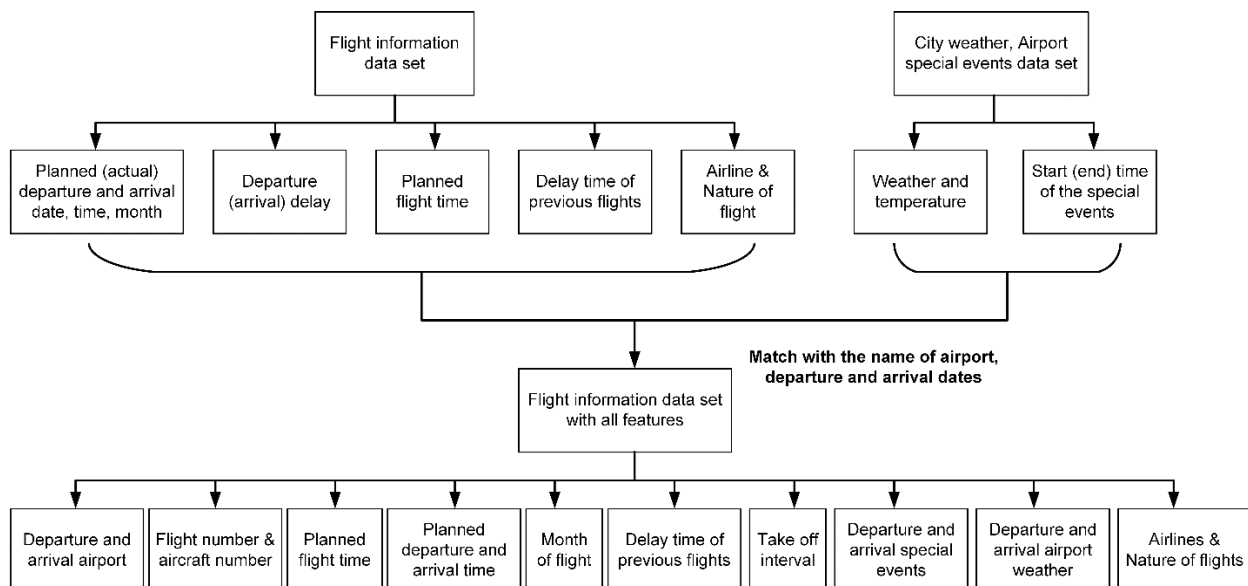 Flight information
data set
City weather, Airport
special events data set
Planned (actual)
departure and arrival
date, time, month
Departure
(arrival) delay
Planned
flight time
Delay time of
previous flights
Airline &
Nature of
flight
Weather and
temperature
Start (end) time
of the special
events
Match with the name of airport,
departure and arrival dates
Flight information data set
with all features
Departure and
arrival airport
Flight number &
aircraft number
Planned
flight time
Planned
departure and
arrival time
Month
of flight
Delay time of
previous flights
Take off
interval
Departure and
arrival special
events
Departure and
arrival airport
weather
Airlines &
Nature of flights